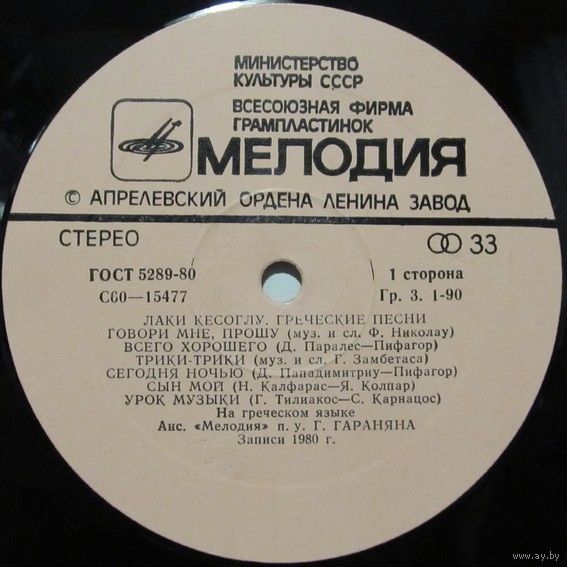 МИНИСТЕРСТВО
КУЛЬТУРЫ СССР
ВСЕСОЮЗНАЯ ФИРМА
ГРАМПЛАСТИНОК
МЕЛОДИЯ
© АПРЕЛЕВСКИЙ ОРДЕНА ЛЕНИНА ЗАВОД
СТЕРЕО
33
ГОСТ 5289-80
1 сторона
С60—15477
Гр. 3. 1-90
ЛАКИ КЕСОГЛУ. ГРЕЧЕСКИЕ ПЕСНИ
ГОВОРИ МНЕ, ПРОШУ (муз. и сл. Ф. Николау)
ВСЕГО ХОРОШЕГО (Д. Паралес—Пифагор)
ТРИКИ-ТРИКИ (муз. и сл. Г. Замбетаса)
СЕГОДНЯ НОЧЬЮ (Д. Пападимитриу—Пифагор)
СЫН МОЙ (Н. Калфарас—Я. Колпар)
УРОК МУЗЫКИ (Г. Тилиакос—С. Карнацос)
На греческом языке
Анс. «Мелодия» п. у. Г. ГАРАНЯНА
Записи 1980 г.
www.ay.by